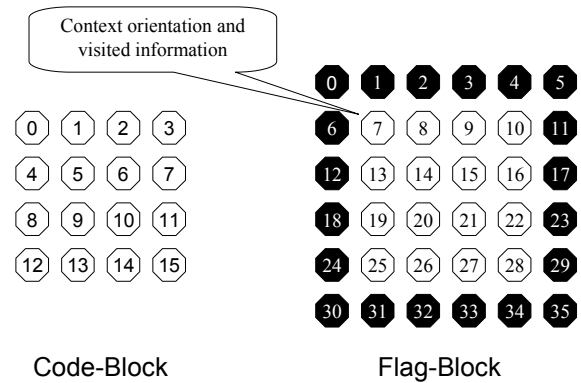 Context orientation and
visited information
0 1 2 3 4 5
0 1 2 3 6 7 8 9 10 11
4 5 6 7 12 13 14 15 16 17
8 9 10 11 18 19 20 21 22 23
12 13 14 15 24 25 26 27 28 29
30 31 32 33 34 35
Code-Block Flag-Block